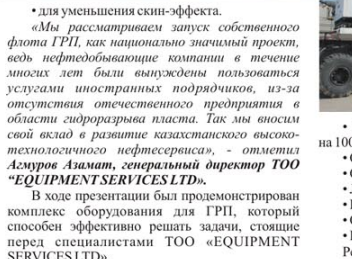 • для уменьшения скин-эффекта.
«Мы рассматриваем запуск собственного
флота ГРП, как национально значимый проект,
ведь нефтедобывающие компании в течение
многих лет были вынуждены пользоваться
услугами иностранных подрядчиков, из-за
отсутствия отечественного предприятия в
области гидроразрыва пласта. Так мы вносим
свой вклад в развитие казахстанского высоко-
технологичного нефтесервиса», - отметил
Агмуров Азамат, генеральный директор ТОО
“EQUIPMENT SERVICES LTD».
В ходе презентации был продемонстрирован
комплекс оборудования для ГРП, который
способен эффективно решать задачи, стоящие
перед специалистами ТОО «EQUIPMENT
SERVICES LTD»
•
на 100
•
•
•
•
•
•